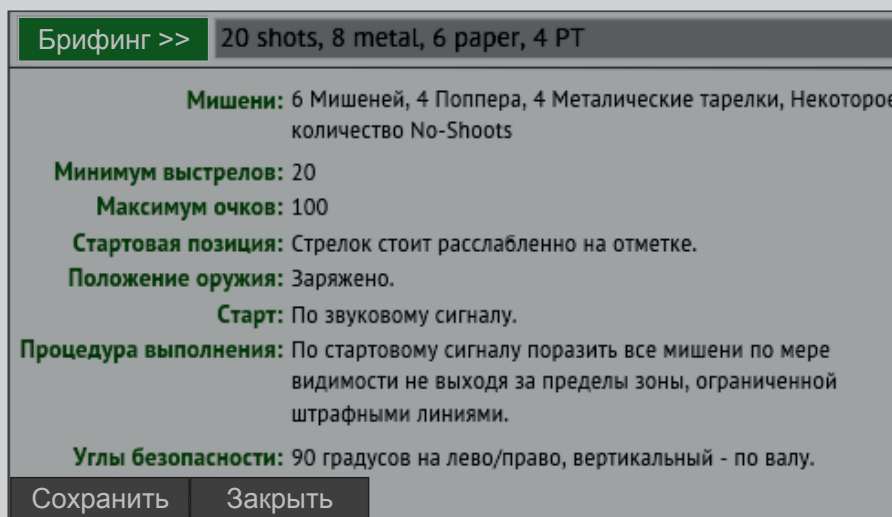 Брифинг >> 20 shots, 8 metal, 6 paper, 4 PT
Мишени: 6 Мишеней, 4 Поппера, 4 Металические тарелки, Некоторое
количество No-Shoots
Минимум выстрелов: 20
Максимум очков: 100
Стартовая позиция: Стрелок стоит расслабленно на отметке.
Положение оружия: Заряжено.
Старт: По звуковому сигналу.
Процедура выполнения: По стартовому сигналу поразить все мишени по мере
видимости не выходя за пределы зоны, ограниченной
штрафными линиями.
Углы безопасности: 90 градусов на лево/право, вертикальный - по валу.
Сохранить Закрыть